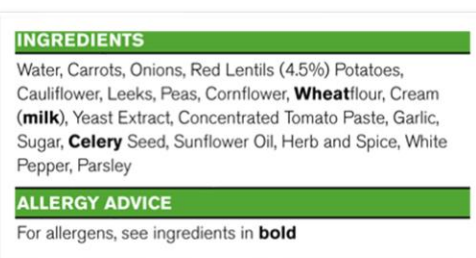 INGREDIENTS
Water, Carrots, Onions, Red Lentils (4.5%) Potatoes,
Cauliflower, Leeks, Peas, Cornflower, Wheatflour, Cream
(milk), Yeast Extract, Concentrated Tomato Paste, Garlic,
Sugar, Celery Seed, Sunflower Oil, Herb and Spice, White
Pepper, Parsley
ALLERGY ADVICE
For allergens, see ingredients in bold